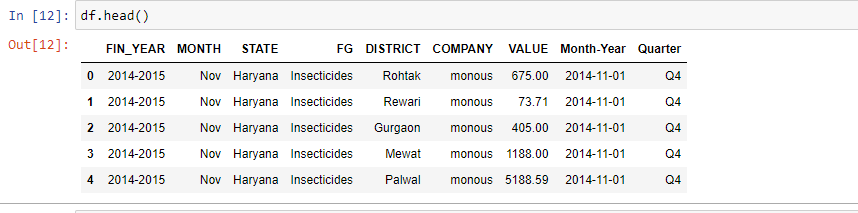 In [12]: df.head()
Out[12]:
FIN_YEAR MONTH STATE FG DISTRICT COMPANY VALUE Month-Year Quarter
0 2014-2015 Nov Haryana Insecticides Rohtak monous 675.00 2014-11-01 Q4
1 2014-2015 Nov Haryana Insecticides Rewari monous 73.71 2014-11-01 Q4
2 2014-2015 Nov Haryana Insecticides Gurgaon monous 405.00 2014-11-01 Q4
3 2014-2015 Nov Haryana Insecticides Mewat monous 1188.00 2014-11-01 Q4
4 2014-2015 Nov Haryana Insecticides Palwal monous 5188.59 2014-11-01 Q4